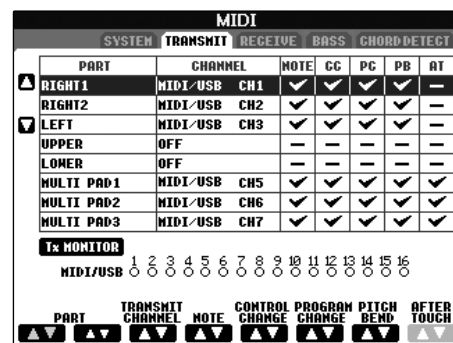 MIDI
SYSTEM TRANSMIT RECEIVE BASS CHORD DETECT
PART CHANNEL NOTE CC PC PB AT
RIGHT1 MIDI/USB CH1
RIGHT2 MIDI/USB CH2
LEFT MIDI/USB CH3
UPPER OFF
LOWER OFF
MULTI PAD1 MIDI/USB CH5
MULTI PAD2 MIDI/USB CH6
MULTI PAD3 MIDI/USB CH7
Tx MONITOR
1 2 3 4 5 6 7 8 9 10 11 12 13 14 15 16
MIDI/USB
PART TRANSMIT CHANNEL NOTE CONTROL CHANGE PROGRAM CHANGE PITCH BEND AFTER TOUCH